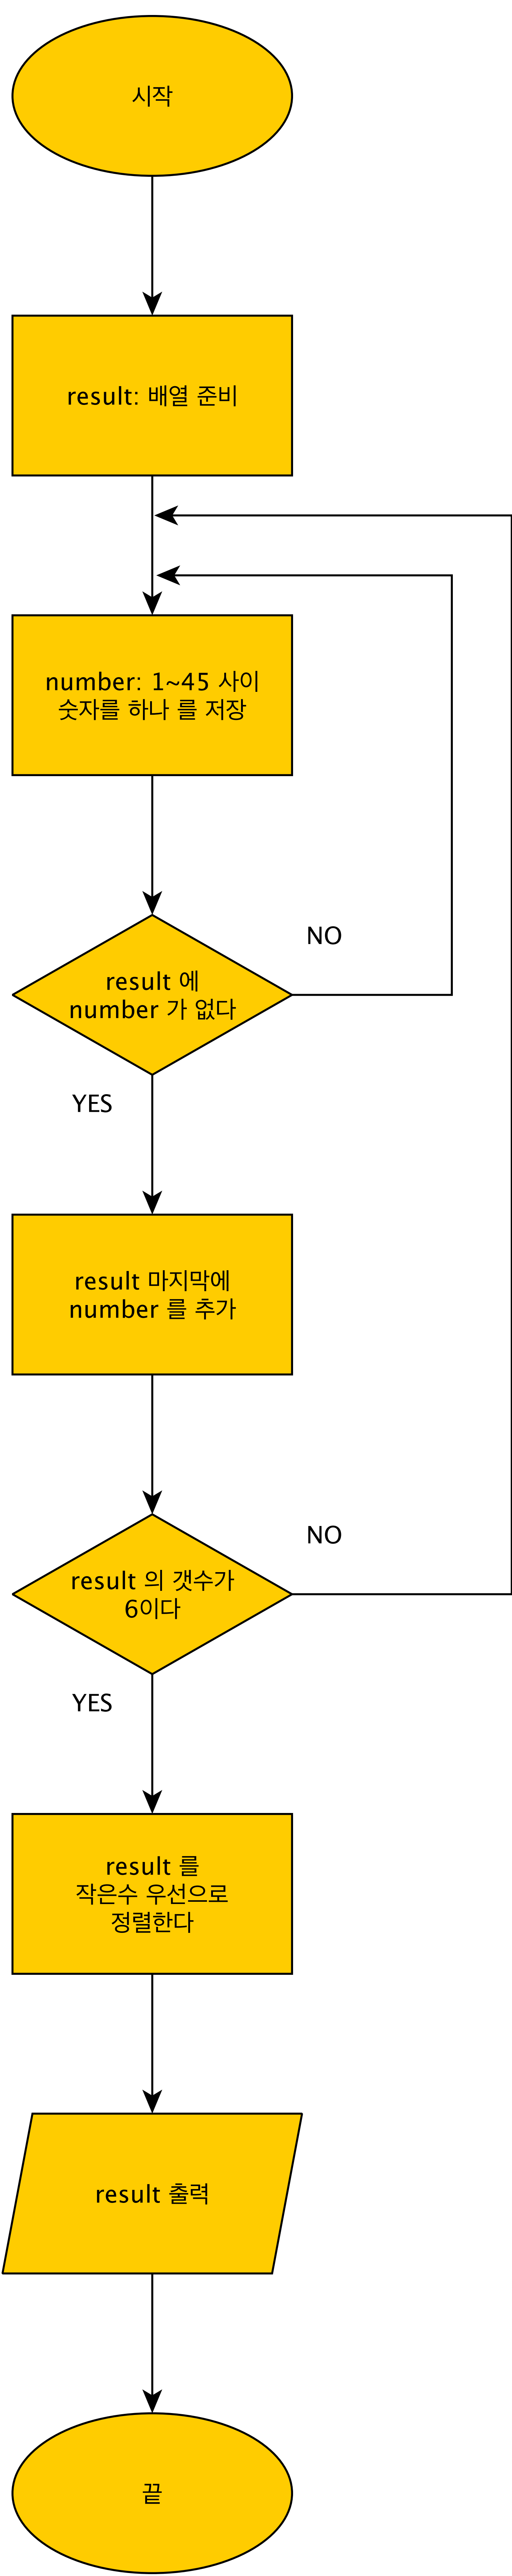 시작
result: 배열 준비
number: 1~45 사이
숫자를 하나 를 저장
NO
result 에
number 가 없다
YES
result 마지막에
number 를 추가
NO
result 의 갯수가
6이다
YES
result 를
작은수 우선으로
정렬한다
result 출력
끝